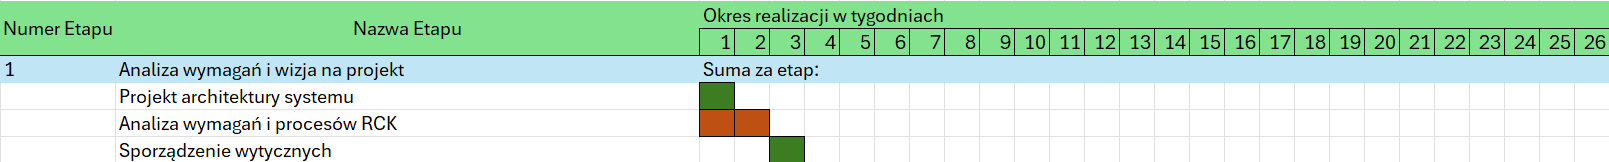 Numer Etapu Nazwa Etapu Okres realizacji w tygodniach
1 2 3 4 5 6 7 8 9 10 11 12 13 14 15 16 17 18 19 20 21 22 23 24 25 26
1 Analiza wymagań i wizja na projekt Suma za etap:
Projekt architektury systemu
Analiza wymagań i procesów RCK
Sporządzenie wytycznych